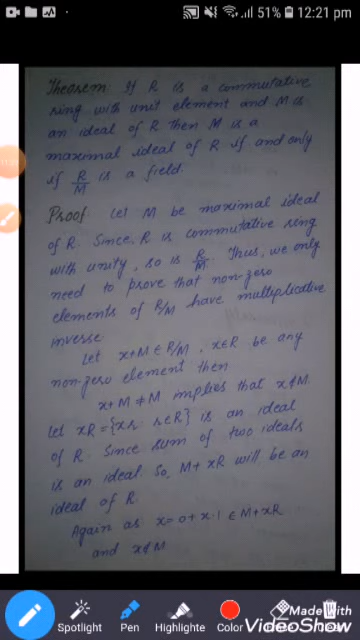 12:21 pm
51%
Theorem: If R is a commutative
ring with unit element and M is
an ideal of R then M is a
maximal ideal of R if and only
if R/M is a field.
Proof: Let M be maximal ideal
of R. Since R is commutative ring
with unity, so is R/M. Thus, we only
need to prove that non-zero
elements of R/M have multiplicative
inverse.
Let x+M ∈ R/M, x∈R be any
non-zero element then
x+M ≠ M implies that x∉M.
Let xR = {xr : r∈R} is an ideal
of R. Since sum of two ideals
is an ideal. So, M+xR will be an
ideal of R.
Again as x = 0+x·1 ∈ M+xR
and x∉M
Made With
VideoShow
Spotlight
Pen
Highlighte
Color